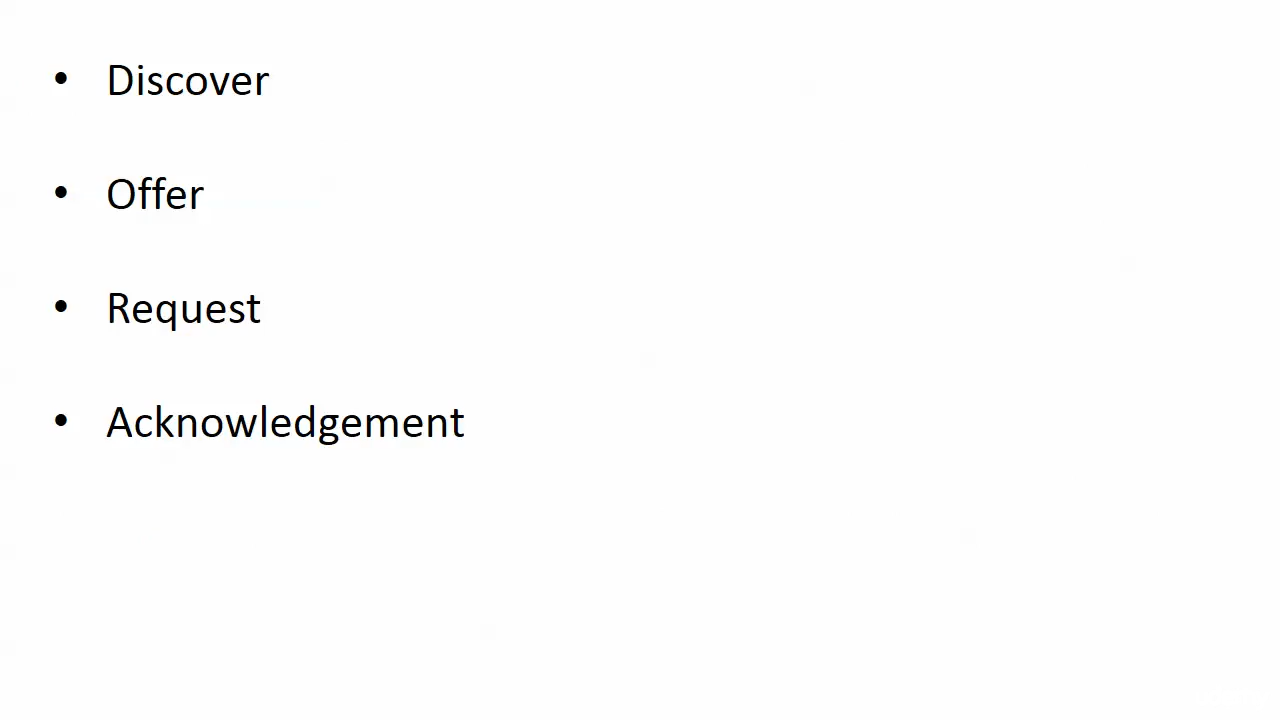 • Discover
• Offer
• Request
• Acknowledgement